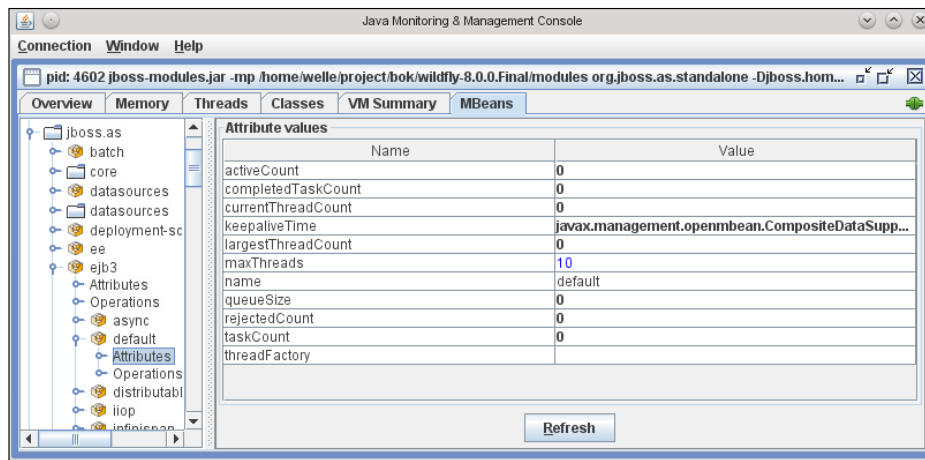 Java Monitoring & Management Console
Connection Window Help
pid: 4602 jboss-modules.jar -mp /home/welle/project/bok/wildfly-8.0.0.Final/modules org.jboss.as.standalone -Djboss.hom...
Overview Memory Threads Classes VM Summary MBeans
jboss.as
batch
core
datasources
datasources
deployment-sc
ee
ejb3
Attributes
Operations
async
default
Attributes
Operations
distributabl
iiop
infinispan
Attribute values
Name Value
activeCount 0
completedTaskCount 0
currentThreadCount 0
keepaliveTime javax.management.openmbean.CompositeDataSupp...
largestThreadCount 0
maxThreads 10
name default
queueSize 0
rejectedCount 0
taskCount 0
threadFactory
Refresh